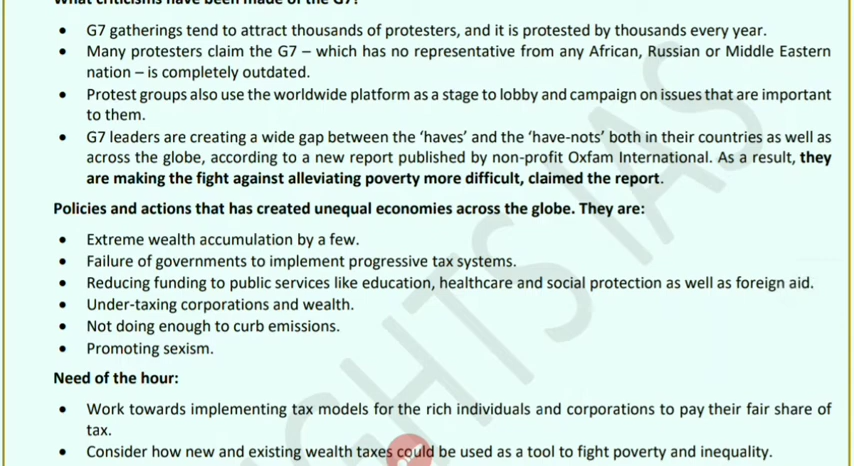 What criticisms have been made of the G7?
• G7 gatherings tend to attract thousands of protesters, and it is protested by thousands every year.
• Many protesters claim the G7 – which has no representative from any African, Russian or Middle Eastern
nation – is completely outdated.
• Protest groups also use the worldwide platform as a stage to lobby and campaign on issues that are important
to them.
• G7 leaders are creating a wide gap between the ‘haves’ and the ‘have-nots’ both in their countries as well as
across the globe, according to a new report published by non-profit Oxfam International. As a result, they
are making the fight against alleviating poverty more difficult, claimed the report.
Policies and actions that has created unequal economies across the globe. They are:
• Extreme wealth accumulation by a few.
• Failure of governments to implement progressive tax systems.
• Reducing funding to public services like education, healthcare and social protection as well as foreign aid.
• Under-taxing corporations and wealth.
• Not doing enough to curb emissions.
• Promoting sexism.
Need of the hour:
• Work towards implementing tax models for the rich individuals and corporations to pay their fair share of
tax.
• Consider how new and existing wealth taxes could be used as a tool to fight poverty and inequality.
GHTS IAS